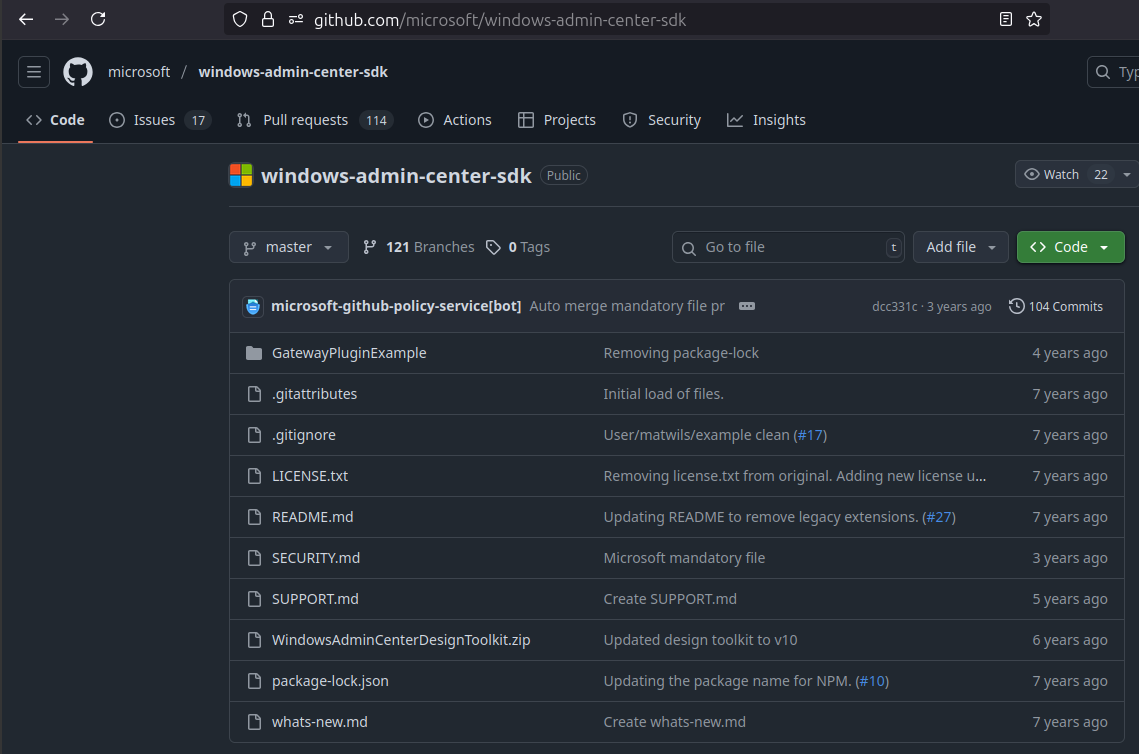 github.com/microsoft/windows-admin-center-sdk
microsoft / windows-admin-center-sdk
Typ
Code Issues 17 Pull requests 114 Actions Projects Security Insights
windows-admin-center-sdk Public
Watch 22
master 121 Branches 0 Tags Go to file t Add file Code
microsoft-github-policy-service[bot] Auto merge mandatory file pr dcc331c · 3 years ago 104 Commits
GatewayPluginExample Removing package-lock 4 years ago
.gitattributes Initial load of files. 7 years ago
.gitignore User/matwils/example clean (#17) 7 years ago
LICENSE.txt Removing license.txt from original. Adding new license u... 7 years ago
README.md Updating README to remove legacy extensions. (#27) 7 years ago
SECURITY.md Microsoft mandatory file 3 years ago
SUPPORT.md Create SUPPORT.md 5 years ago
WindowsAdminCenterDesignToolkit.zip Updated design toolkit to v10 6 years ago
package-lock.json Updating the package name for NPM. (#10) 7 years ago
whats-new.md Create whats-new.md 7 years ago